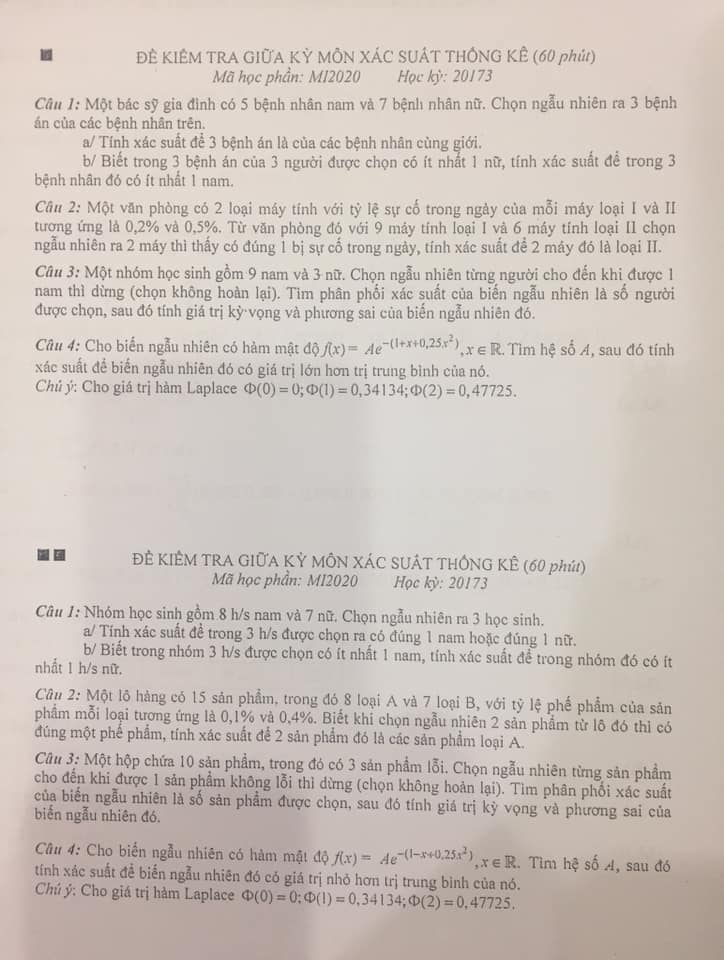 ĐỀ KIỂM TRA GIỮA KỲ MÔN XÁC SUẤT THỐNG KÊ (60 phút)
Mã học phần: MI2020 Học kỳ: 20173
Câu 1: Một bác sỹ gia đình có 5 bệnh nhân nam và 7 bệnh nhân nữ. Chọn ngẫu nhiên ra 3 bệnh
án của các bệnh nhân trên.
a/ Tính xác suất để 3 bệnh án là của các bệnh nhân cùng giới.
b/ Biết trong 3 bệnh án của 3 người được chọn có ít nhất 1 nữ, tính xác suất để trong 3
bệnh nhân đó có ít nhất 1 nam.
Câu 2: Một văn phòng có 2 loại máy tính với tỷ lệ sự cố trong ngày của mỗi máy loại I và II
tương ứng là 0,2% và 0,5%. Từ văn phòng đó với 9 máy tính loại I và 6 máy tính loại II chọn
ngẫu nhiên ra 2 máy thì thấy có đúng 1 bị sự cố trong ngày, tính xác suất để 2 máy đó là loại II.
Câu 3: Một nhóm học sinh gồm 9 nam và 3 nữ. Chọn ngẫu nhiên từng người cho đến khi được 1
nam thì dừng (chọn không hoàn lại). Tìm phân phối xác suất của biến ngẫu nhiên là số người
được chọn, sau đó tính giá trị kỳ vọng và phương sai của biến ngẫu nhiên đó.
Câu 4: Cho biến ngẫu nhiên có hàm mật độ f(x) = Ae^{-(1+x+0,25x²)}, x ∈ ℝ. Tìm hệ số A, sau đó tính
xác suất để biến ngẫu nhiên đó có giá trị lớn hơn trị trung bình của nó.
Chú ý: Cho giá trị hàm Laplace Φ(0) = 0; Φ(1) = 0,34134; Φ(2) = 0,47725.
ĐỀ KIỂM TRA GIỮA KỲ MÔN XÁC SUẤT THỐNG KÊ (60 phút)
Mã học phần: MI2020 Học kỳ: 20173
Câu 1: Nhóm học sinh gồm 8 h/s nam và 7 nữ. Chọn ngẫu nhiên ra 3 học sinh.
a/ Tính xác suất để trong 3 h/s được chọn ra có đúng 1 nam hoặc đúng 1 nữ.
b/ Biết trong nhóm 3 h/s được chọn có ít nhất 1 nam, tính xác suất để trong nhóm đó có ít
nhất 1 h/s nữ.
Câu 2: Một lô hàng có 15 sản phẩm, trong đó 8 loại A và 7 loại B, với tỷ lệ phế phẩm của sản
phẩm mỗi loại tương ứng là 0,1% và 0,4%. Biết khi chọn ngẫu nhiên 2 sản phẩm từ lô đó thì có
đúng một phế phẩm, tính xác suất để 2 sản phẩm đó là các sản phẩm loại A.
Câu 3: Một hộp chứa 10 sản phẩm, trong đó có 3 sản phẩm lỗi. Chọn ngẫu nhiên từng sản phẩm
cho đến khi được 1 sản phẩm không lỗi thì dừng (chọn không hoàn lại). Tìm phân phối xác suất
của biến ngẫu nhiên là số sản phẩm được chọn, sau đó tính giá trị kỳ vọng và phương sai của
biến ngẫu nhiên đó.
Câu 4: Cho biến ngẫu nhiên có hàm mật độ f(x) = Ae^{-(1-x+0,25x²)}, x ∈ ℝ. Tìm hệ số A, sau đó
tính xác suất để biến ngẫu nhiên đó có giá trị nhỏ hơn trị trung bình của nó.
Chú ý: Cho giá trị hàm Laplace Φ(0) = 0; Φ(1) = 0,34134; Φ(2) = 0,47725.